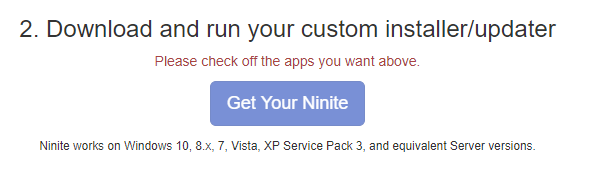 2. Download and run your custom installer/updater
Please check off the apps you want above.
Get Your Ninite
Ninite works on Windows 10, 8.x, 7, Vista, XP Service Pack 3, and equivalent Server versions.